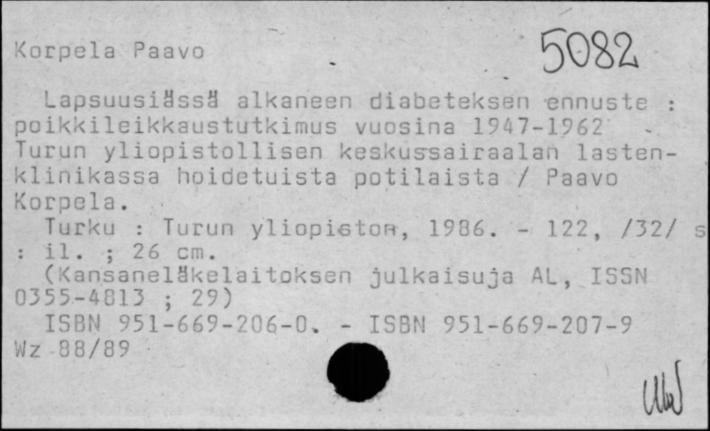 5082
Korpela Paavo
Lapsuusiässä alkaneen diabeteksen ennuste :
poikkileikkaustutkimus vuosina 1947-1962
Turun yliopistollisen keskussairaalan lasten-
klinikassa hoidetuista potilaista / Paavo
Korpela.
Turku : Turun yliopiston, 1986. - 122, /32/ s
: il. ; 26 cm.
(Kansaneläkelaitoksen julkaisuja AL, ISSN
0355-4813 ; 29)
ISBN 951-669-206-0. - ISBN 951-669-207-9
Wz 88/89